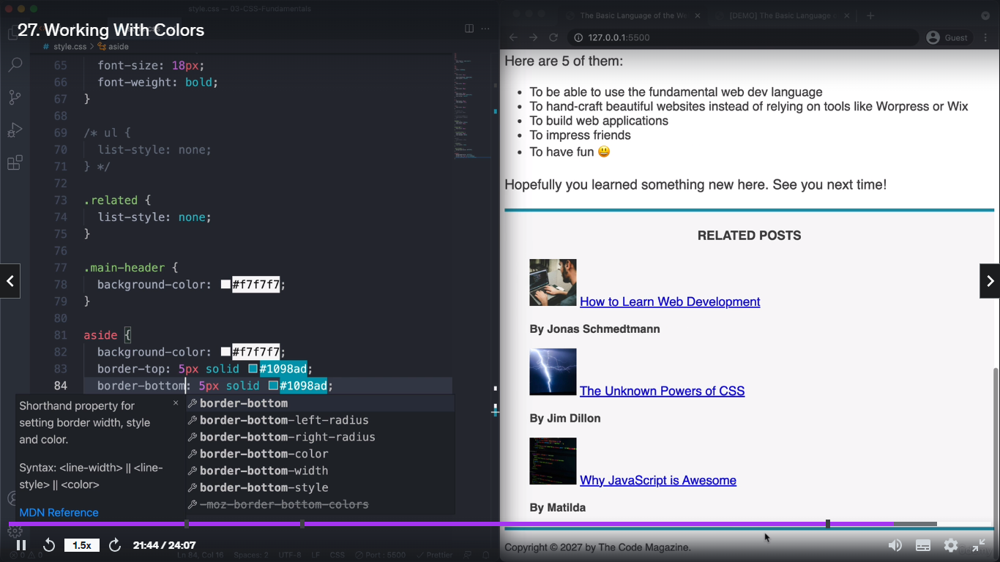 style.css — 03-CSS-Fundamentals
27. Working With Colors
# style.css > aside
65 font-size: 18px;
66 font-weight: bold;
67 }
68
69 /* ul {
70 list-style: none;
71 } */
72
73 .related {
74 list-style: none;
75 }
76
77 .main-header {
78 background-color: #f7f7f7;
79 }
80
81 aside {
82 background-color: #f7f7f7;
83 border-top: 5px solid #1098ad;
84 border-bottom: 5px solid #1098ad;
Shorthand property for
setting border width, style
and color.
Syntax: <line-width> || <line-
style> || <color>
MDN Reference
border-bottom
border-bottom-left-radius
border-bottom-right-radius
border-bottom-color
border-bottom-width
border-bottom-style
-moz-border-bottom-colors
1.5x
21:44 / 24:07
Ln 84, Col 16 Spaces: 2 UTF-8 LF CSS Port : 5500 Prettier
The Basic Language of the We
[DEMO] The Basic Language
127.0.0.1:5500
Guest
Here are 5 of them:
• To be able to use the fundamental web dev language
• To hand-craft beautiful websites instead of relying on tools like Worpress or Wix
• To build web applications
• To impress friends
• To have fun 😃
Hopefully you learned something new here. See you next time!
RELATED POSTS
How to Learn Web Development
By Jonas Schmedtmann
The Unknown Powers of CSS
By Jim Dillon
Why JavaScript is Awesome
By Matilda
Copyright © 2027 by The Code Magazine.